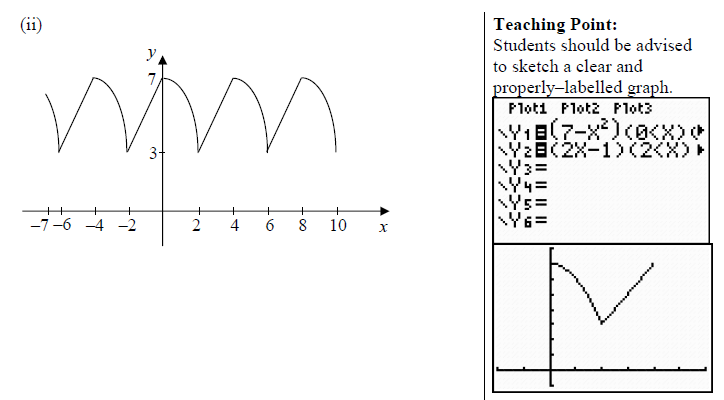 (ii)
y
7
3
–7 –6 –4 –2 2 4 6 8 10 x
Teaching Point:
Students should be advised
to sketch a clear and
properly–labelled graph.
Plot1 Plot2 Plot3
\Y1=(7-X²)(0<X)(
\Y2=(2X-1)(2<X)
\Y3=
\Y4=
\Y5=
\Y6=